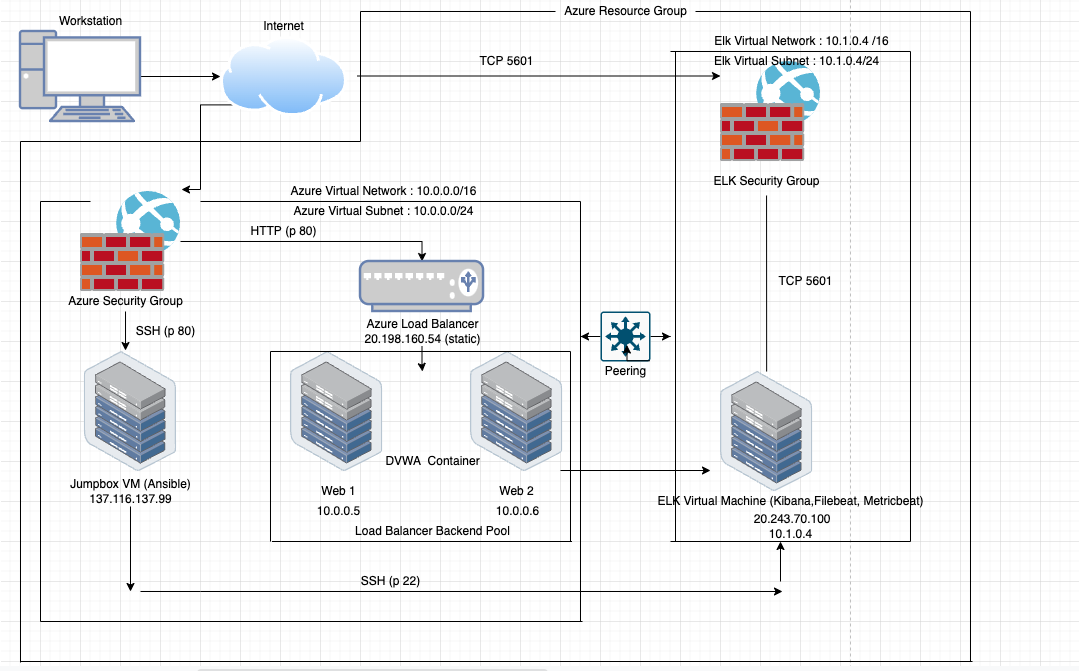 Azure Resource Group
Workstation
Internet
Elk Virtual Network : 10.1.0.4 /16
Elk Virtual Subnet : 10.1.0.4/24
TCP 5601
ELK Security Group
Azure Virtual Network : 10.0.0.0/16
Azure Virtual Subnet : 10.0.0.0/24
HTTP (p 80)
TCP 5601
Azure Security Group
SSH (p 80)
Azure Load Balancer
20.198.160.54 (static)
Peering
DVWA Container
Jumpbox VM (Ansible)
137.116.137.99
Web 1
10.0.0.5
Web 2
10.0.0.6
Load Balancer Backend Pool
ELK Virtual Machine (Kibana,Filebeat, Metricbeat)
20.243.70.100
10.1.0.4
SSH (p 22)